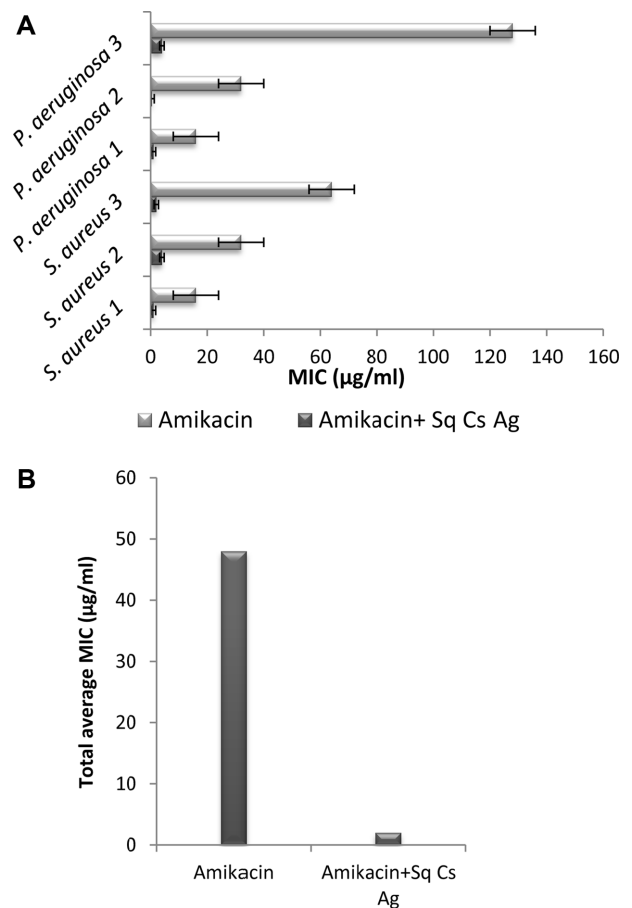 A
P. aeruginosa 3
P. aeruginosa 2
P. aeruginosa 1
S. aureus 3
S. aureus 2
S. aureus 1
0 20 40 60 80 100 120 140 160
MIC (µg/ml)
Amikacin Amikacin+ Sq Cs Ag
B
Total average MIC (µg/ml)
60
50
40
30
20
10
0
Amikacin Amikacin+Sq Cs
Ag